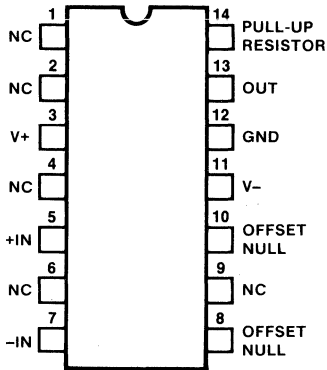 1
NC
2
NC
3
V+
4
NC
5
+IN
6
NC
7
–IN
14
PULL-UP
RESISTOR
13
OUT
12
GND
11
V–
10
OFFSET
NULL
9
NC
8
OFFSET
NULL